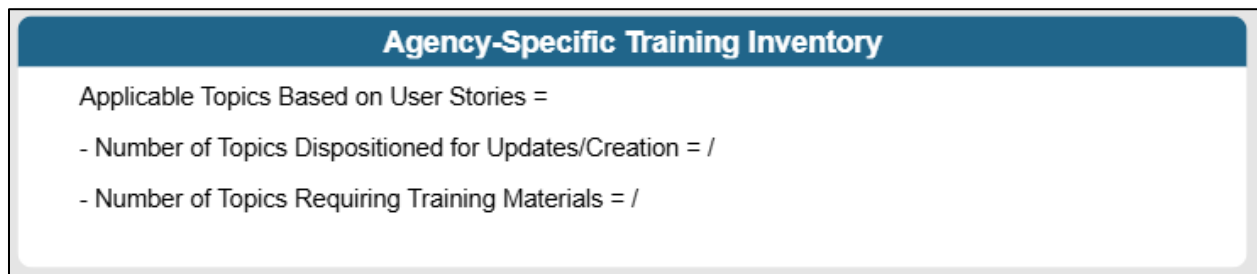 Agency-Specific Training Inventory
Applicable Topics Based on User Stories =
- Number of Topics Dispositioned for Updates/Creation = /
- Number of Topics Requiring Training Materials = /